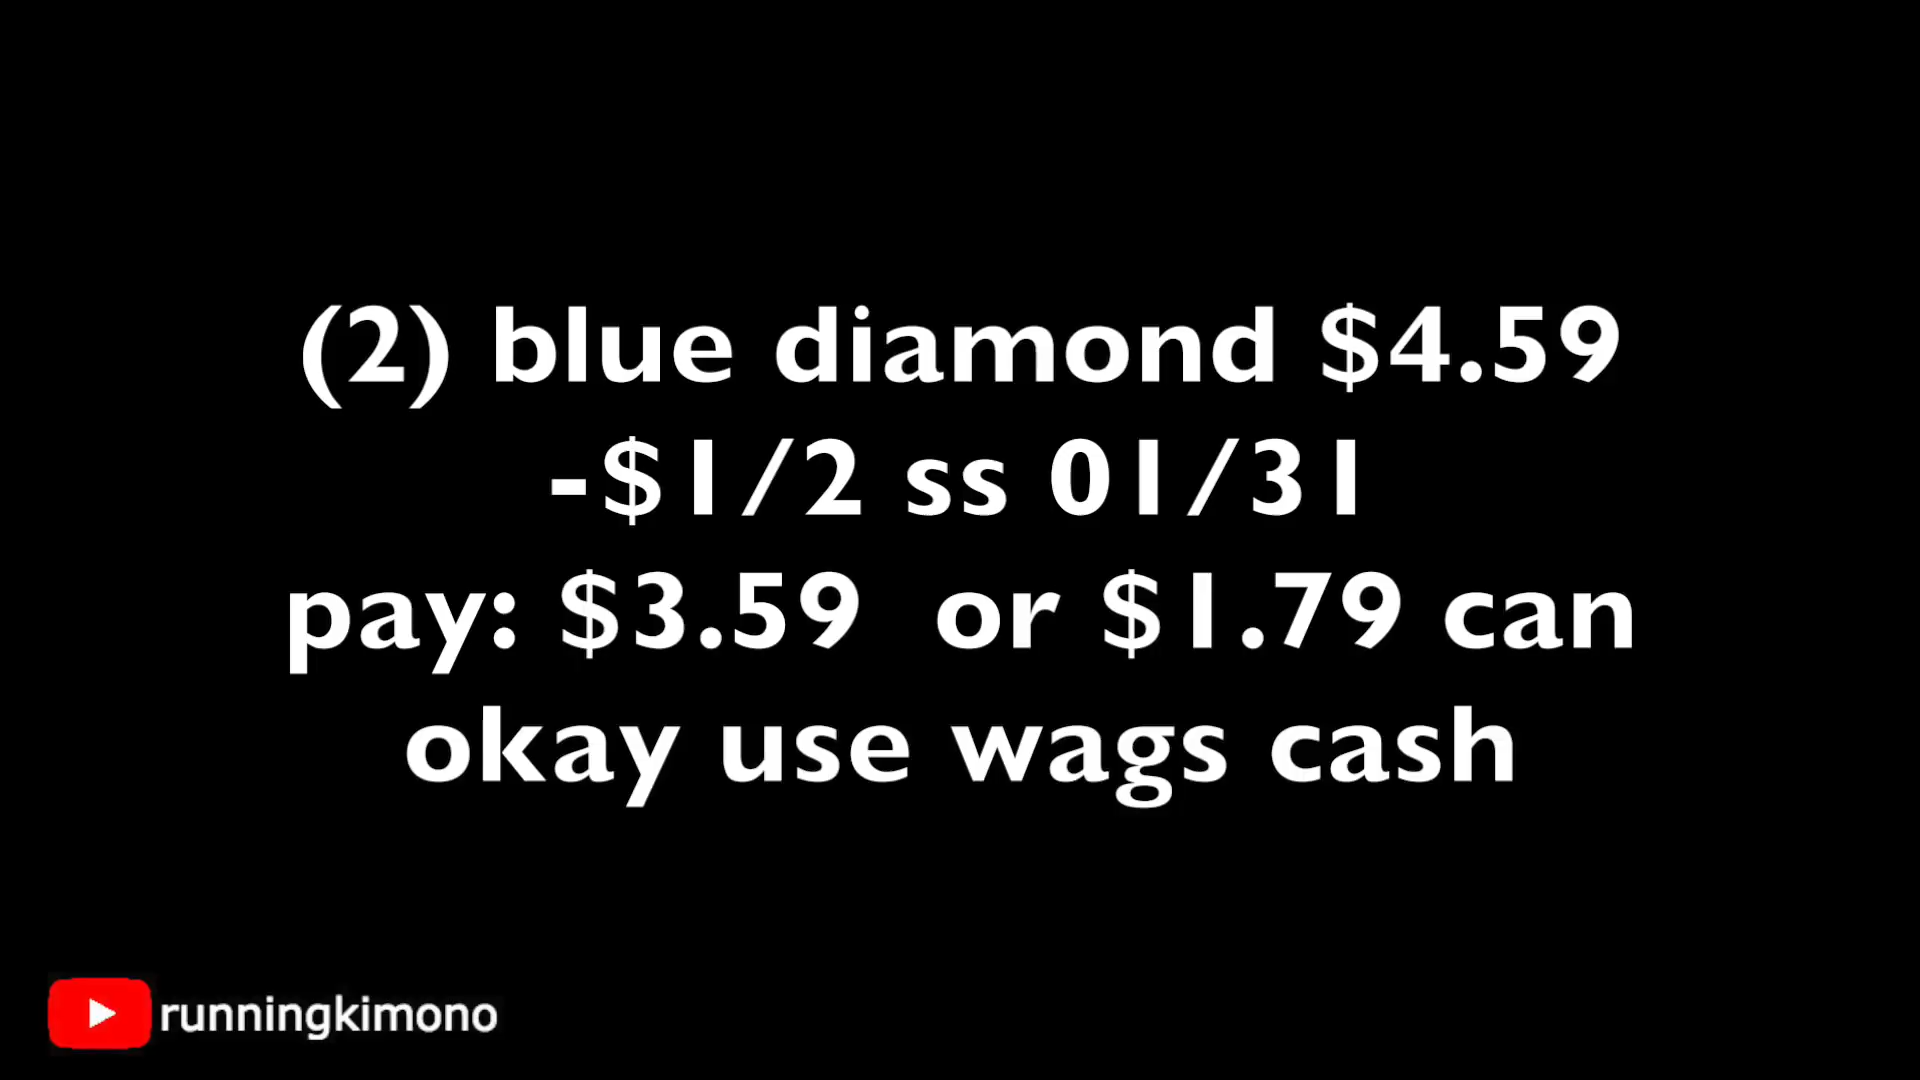 (2) blue diamond $4.59
-$1/2 ss 01/31
pay: $3.59 or $1.79 can
okay use wags cash
runningkimono